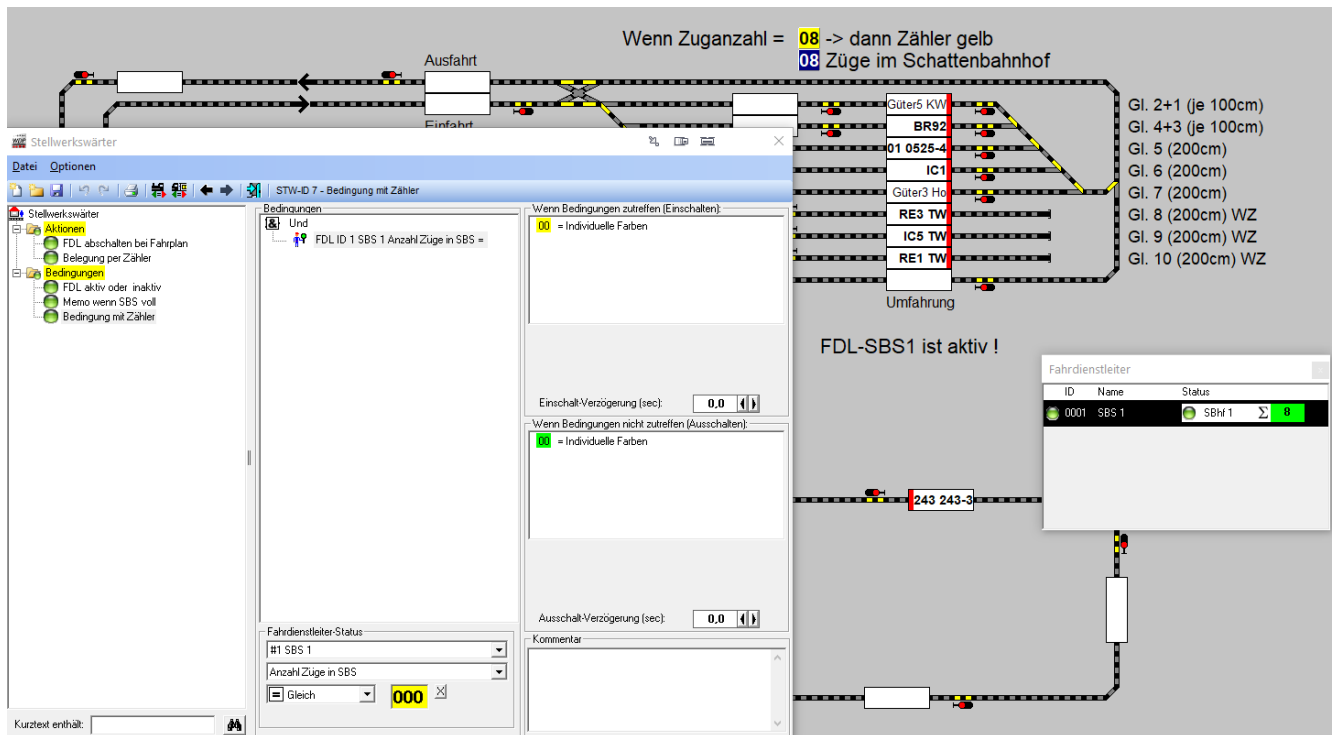 Wenn Zuganzahl = 08 -> dann Zähler gelb
08 Züge im Schattenbahnhof
Ausfahrt
Einfahrt
Güter5 KW
BR92
01 0525-4
IC1
Güter3 Ho
RE3 TW
IC5 TW
RE1 TW
Umfahrung
Gl. 2+1 (je 100cm)
Gl. 4+3 (je 100cm)
Gl. 5 (200cm)
Gl. 6 (200cm)
Gl. 7 (200cm)
Gl. 8 (200cm) WZ
Gl. 9 (200cm) WZ
Gl. 10 (200cm) WZ
FDL-SBS1 ist aktiv !
243 243-3
Stellwerkswärter
Datei Optionen
STW-ID 7 - Bedingung mit Zähler
Stellwerkswärter
Aktionen
FDL abschalten bei Fahrplan
Belegung per Zähler
Bedingungen
FDL aktiv oder inaktiv
Memo wenn SBS voll
Bedingung mit Zähler
Kurztext enthält:
Bedingungen
& Und
FDL ID 1 SBS 1 Anzahl Züge in SBS =
Fahrdienstleiter-Status
#1 SBS 1
Anzahl Züge in SBS
= Gleich 000 X
Wenn Bedingungen zutreffen (Einschalten):
00 = Individuelle Farben
Einschalt-Verzögerung (sec): 0,0
Wenn Bedingungen nicht zutreffen (Ausschalten):
00 = Individuelle Farben
Ausschalt-Verzögerung (sec): 0,0
Kommentar
Fahrdienstleiter
ID Name Status
0001 SBS 1 SBhf 1 Σ 8